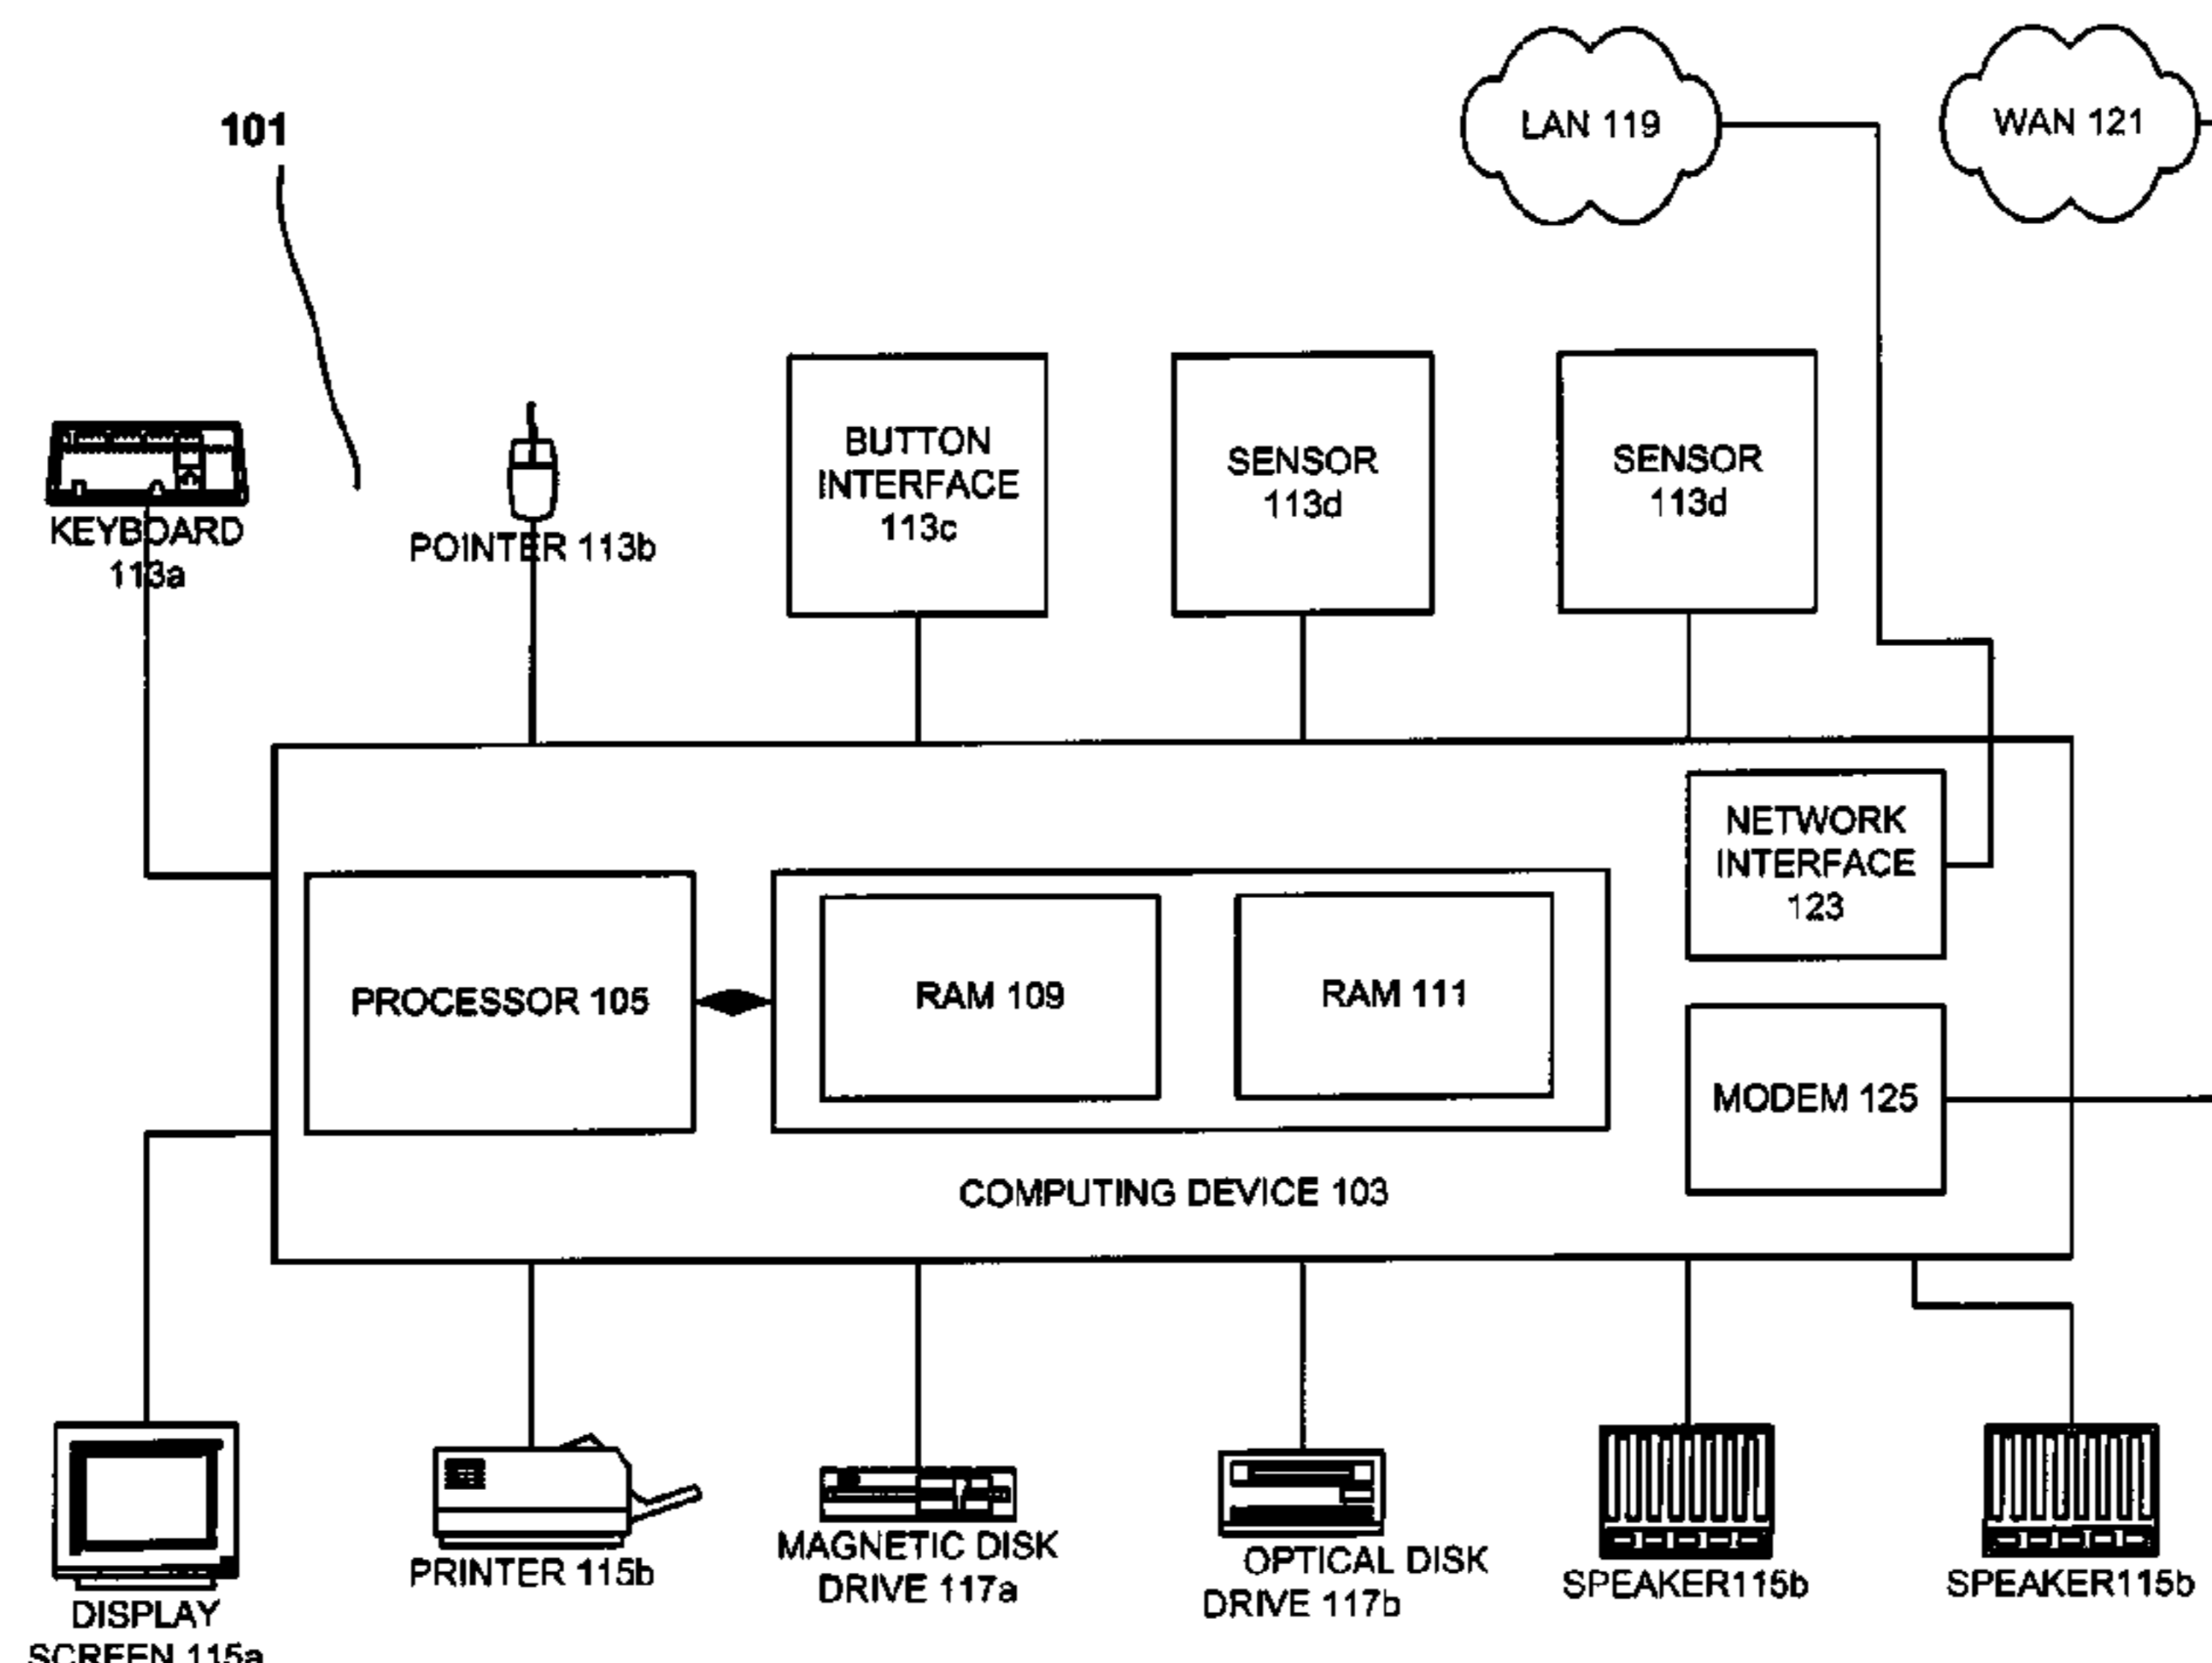 LAN 119
WAN 121
101
KEYBOARD
113a
POINTER 113b
BUTTON
INTERFACE
113c
SENSOR
113d
SENSOR
113d
NETWORK
INTERFACE
123
PROCESSOR 105
RAM 109
RAM 111
MODEM 125
COMPUTING DEVICE 103
DISPLAY
SCREEN 115a
PRINTER 115b
MAGNETIC DISK
DRIVE 117a
OPTICAL DISK
DRIVE 117b
SPEAKER115b
SPEAKER115b